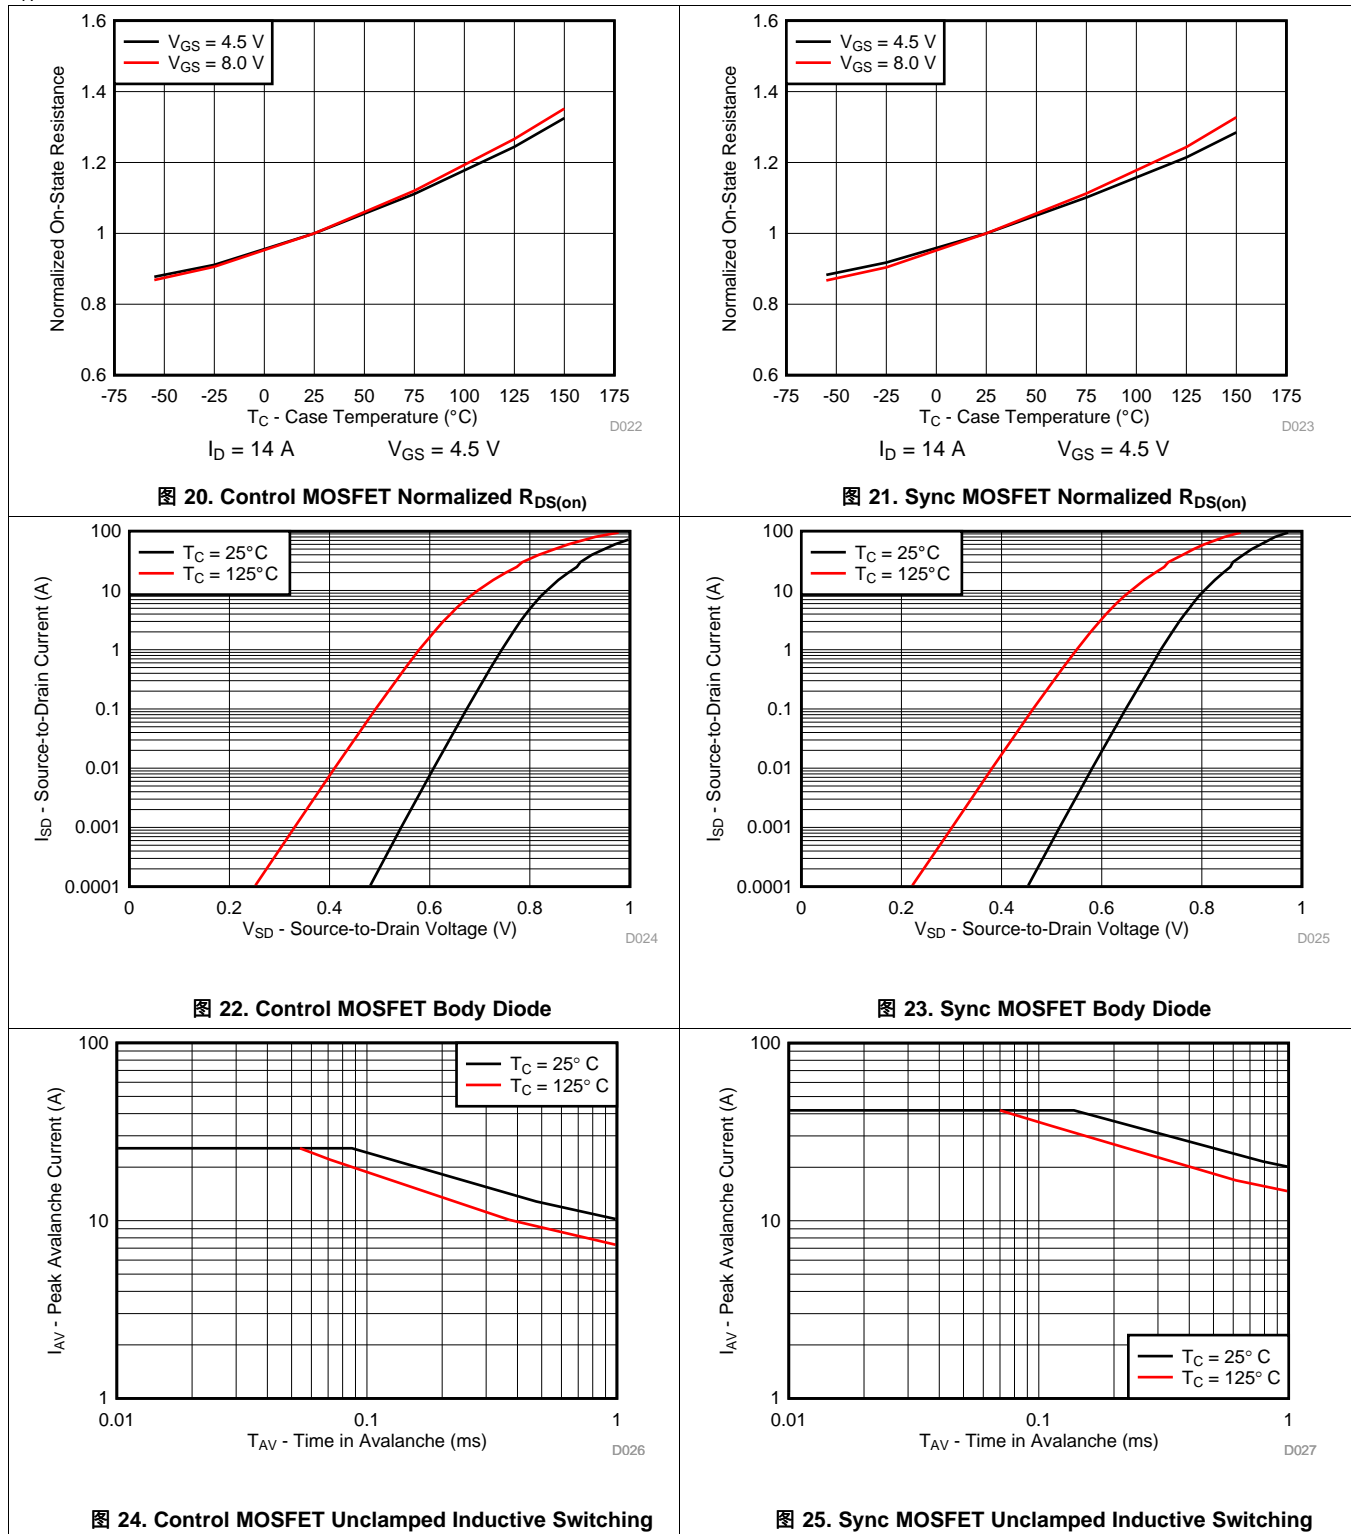 1.6
1.4
1.2
1
0.8
0.6
-75 -50 -25 0 25 50 75 100 125 150 175
Normalized On-State Resistance
VGS = 4.5 V
VGS = 8.0 V
TC - Case Temperature (°C)
D022
ID = 14 A VGS = 4.5 V
图 20. Control MOSFET Normalized RDS(on)
1.6
1.4
1.2
1
0.8
0.6
-75 -50 -25 0 25 50 75 100 125 150 175
Normalized On-State Resistance
VGS = 4.5 V
VGS = 8.0 V
TC - Case Temperature (°C)
D023
ID = 14 A VGS = 4.5 V
图 21. Sync MOSFET Normalized RDS(on)
100
10
1
0.1
0.01
0.001
0.0001
0 0.2 0.4 0.6 0.8 1
ISD - Source-to-Drain Current (A)
TC = 25°C
TC = 125°C
VSD - Source-to-Drain Voltage (V)
D024
图 22. Control MOSFET Body Diode
100
10
1
0.1
0.01
0.001
0.0001
0 0.2 0.4 0.6 0.8 1
ISD - Source-to-Drain Current (A)
TC = 25°C
TC = 125°C
VSD - Source-to-Drain Voltage (V)
D025
图 23. Sync MOSFET Body Diode
100
10
1
0.01 0.1 1
IAV - Peak Avalanche Current (A)
TC = 25° C
TC = 125° C
TAV - Time in Avalanche (ms)
D026
图 24. Control MOSFET Unclamped Inductive Switching
100
10
1
0.01 0.1 1
IAV - Peak Avalanche Current (A)
TC = 25° C
TC = 125° C
TAV - Time in Avalanche (ms)
D027
图 25. Sync MOSFET Unclamped Inductive Switching